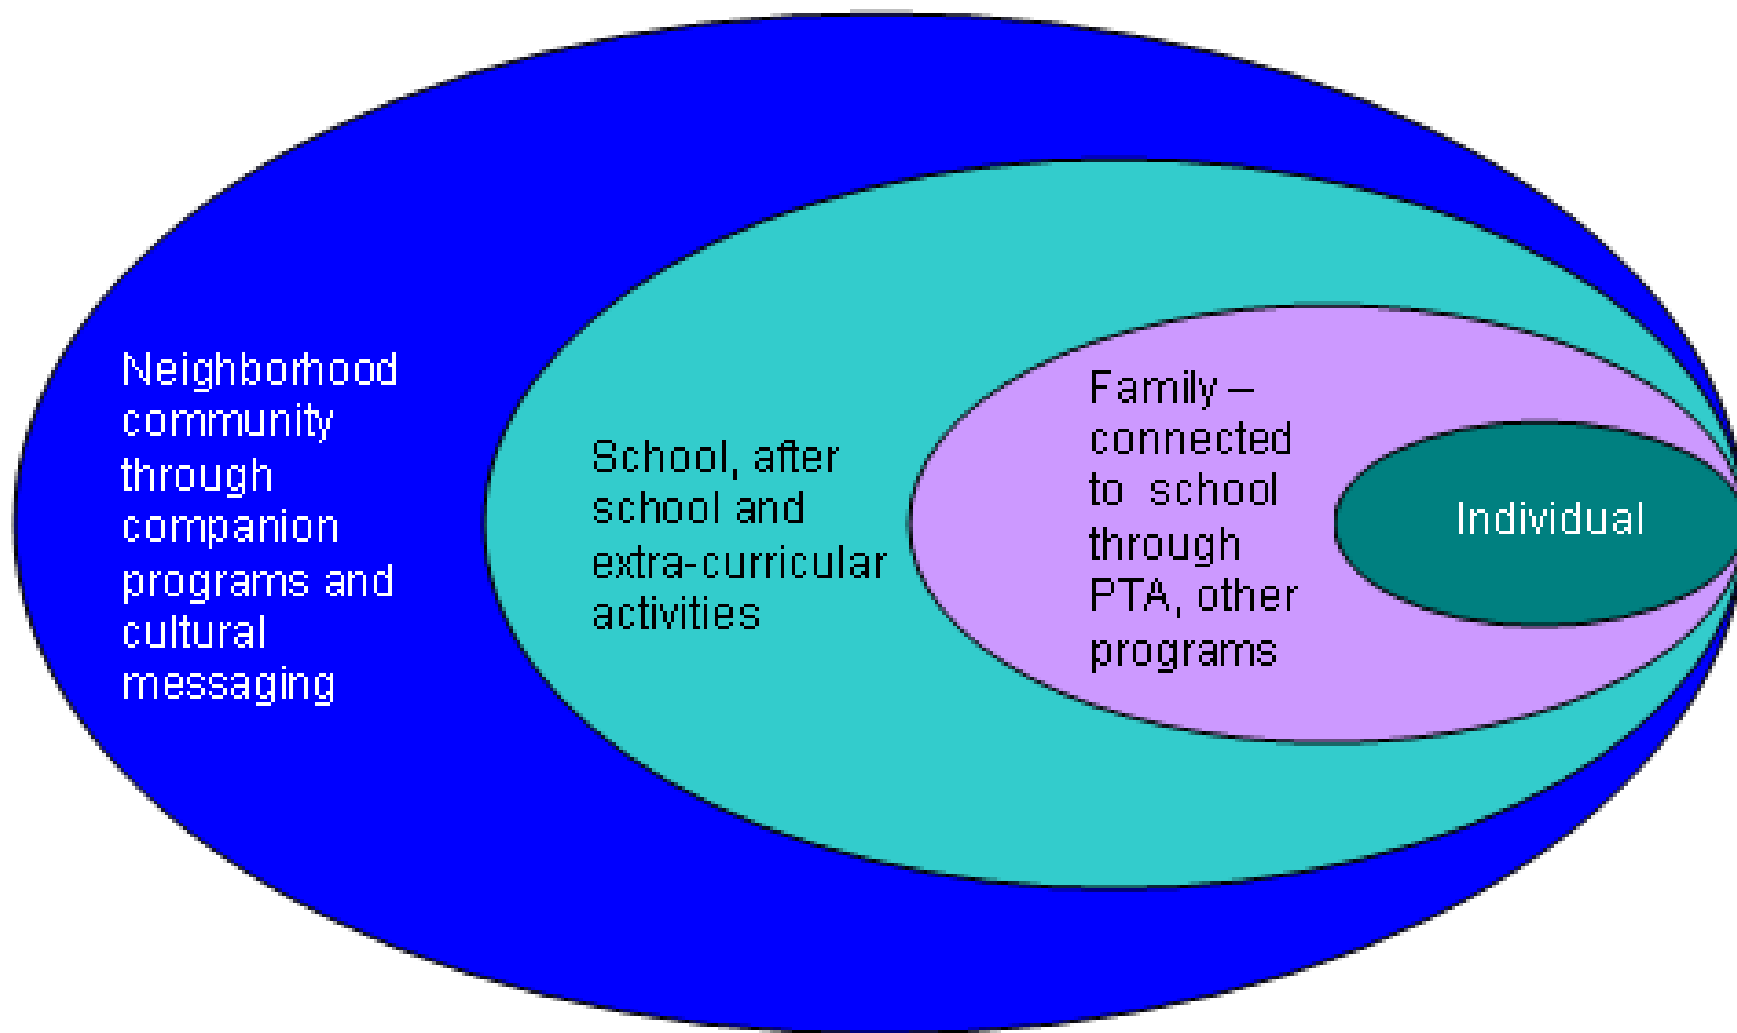 Neighborhood
community
through
companion
programs and
cultural
messaging
School, after
school and
extra-curricular
activities
Family –
connected
to school
through
PTA, other
programs
Individual